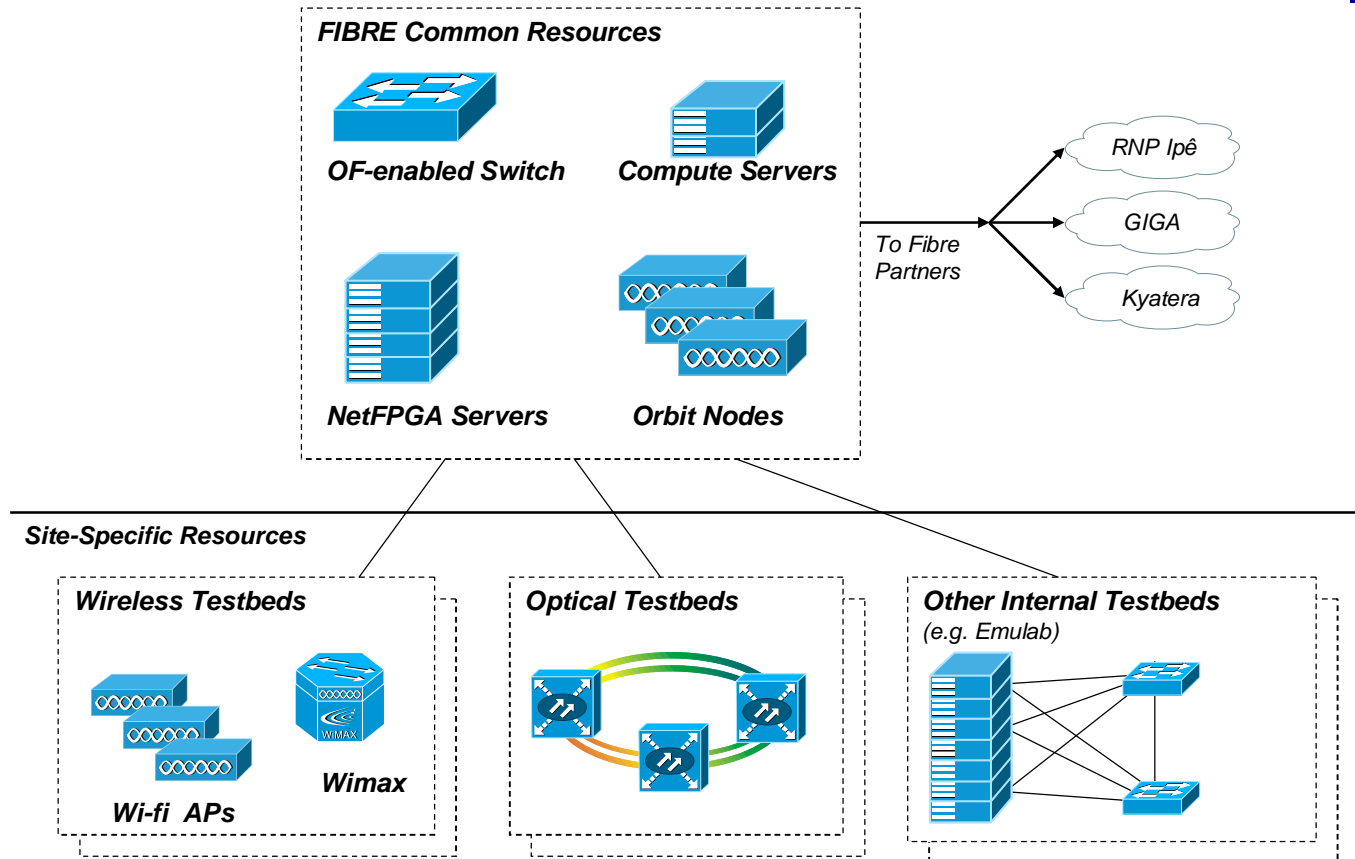 FIBRE Common Resources
OF-enabled Switch
Compute Servers
NetFPGA Servers
Orbit Nodes
To Fibre
Partners
RNP Ipê
GIGA
Kyatera
Site-Specific Resources
Wireless Testbeds
WiMAX
Wimax
Wi-fi APs
Optical Testbeds
Other Internal Testbeds
(e.g. Emulab)